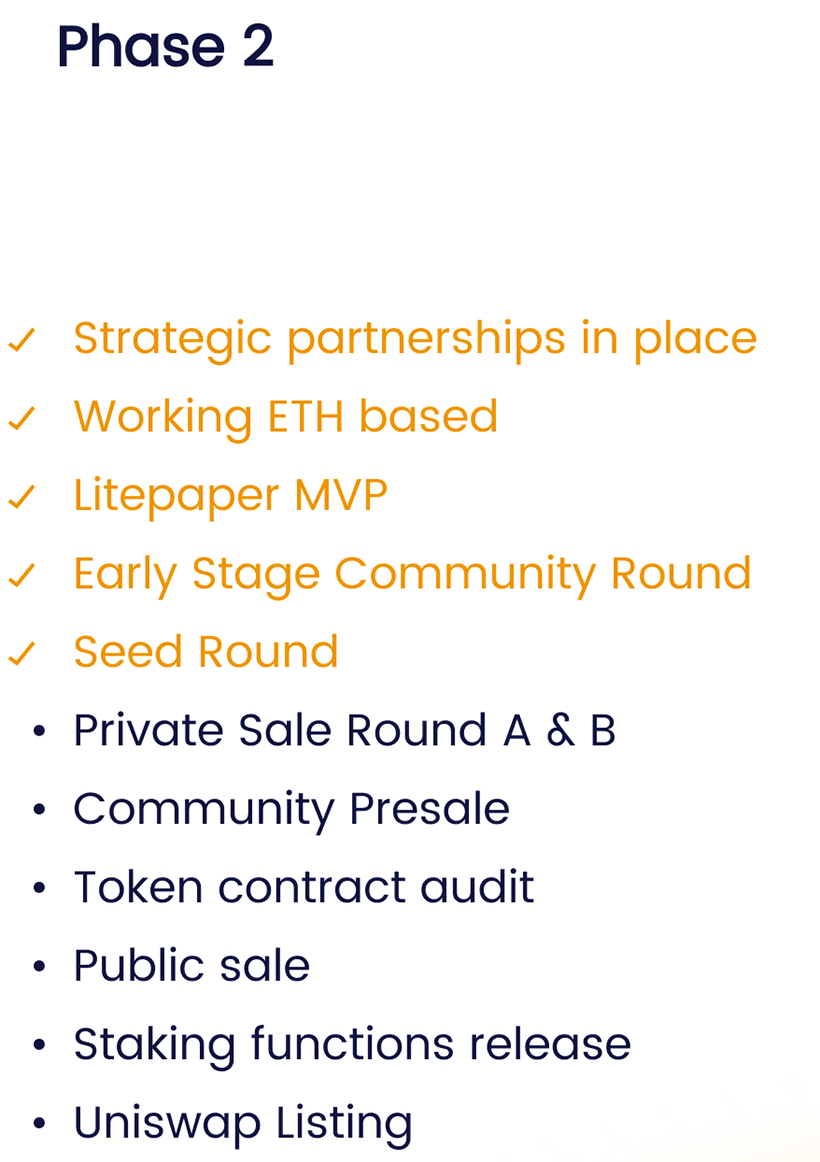 Phase 2
✓ Strategic partnerships in place
✓ Working ETH based
✓ Litepaper MVP
✓ Early Stage Community Round
✓ Seed Round
• Private Sale Round A & B
• Community Presale
• Token contract audit
• Public sale
• Staking functions release
• Uniswap Listing